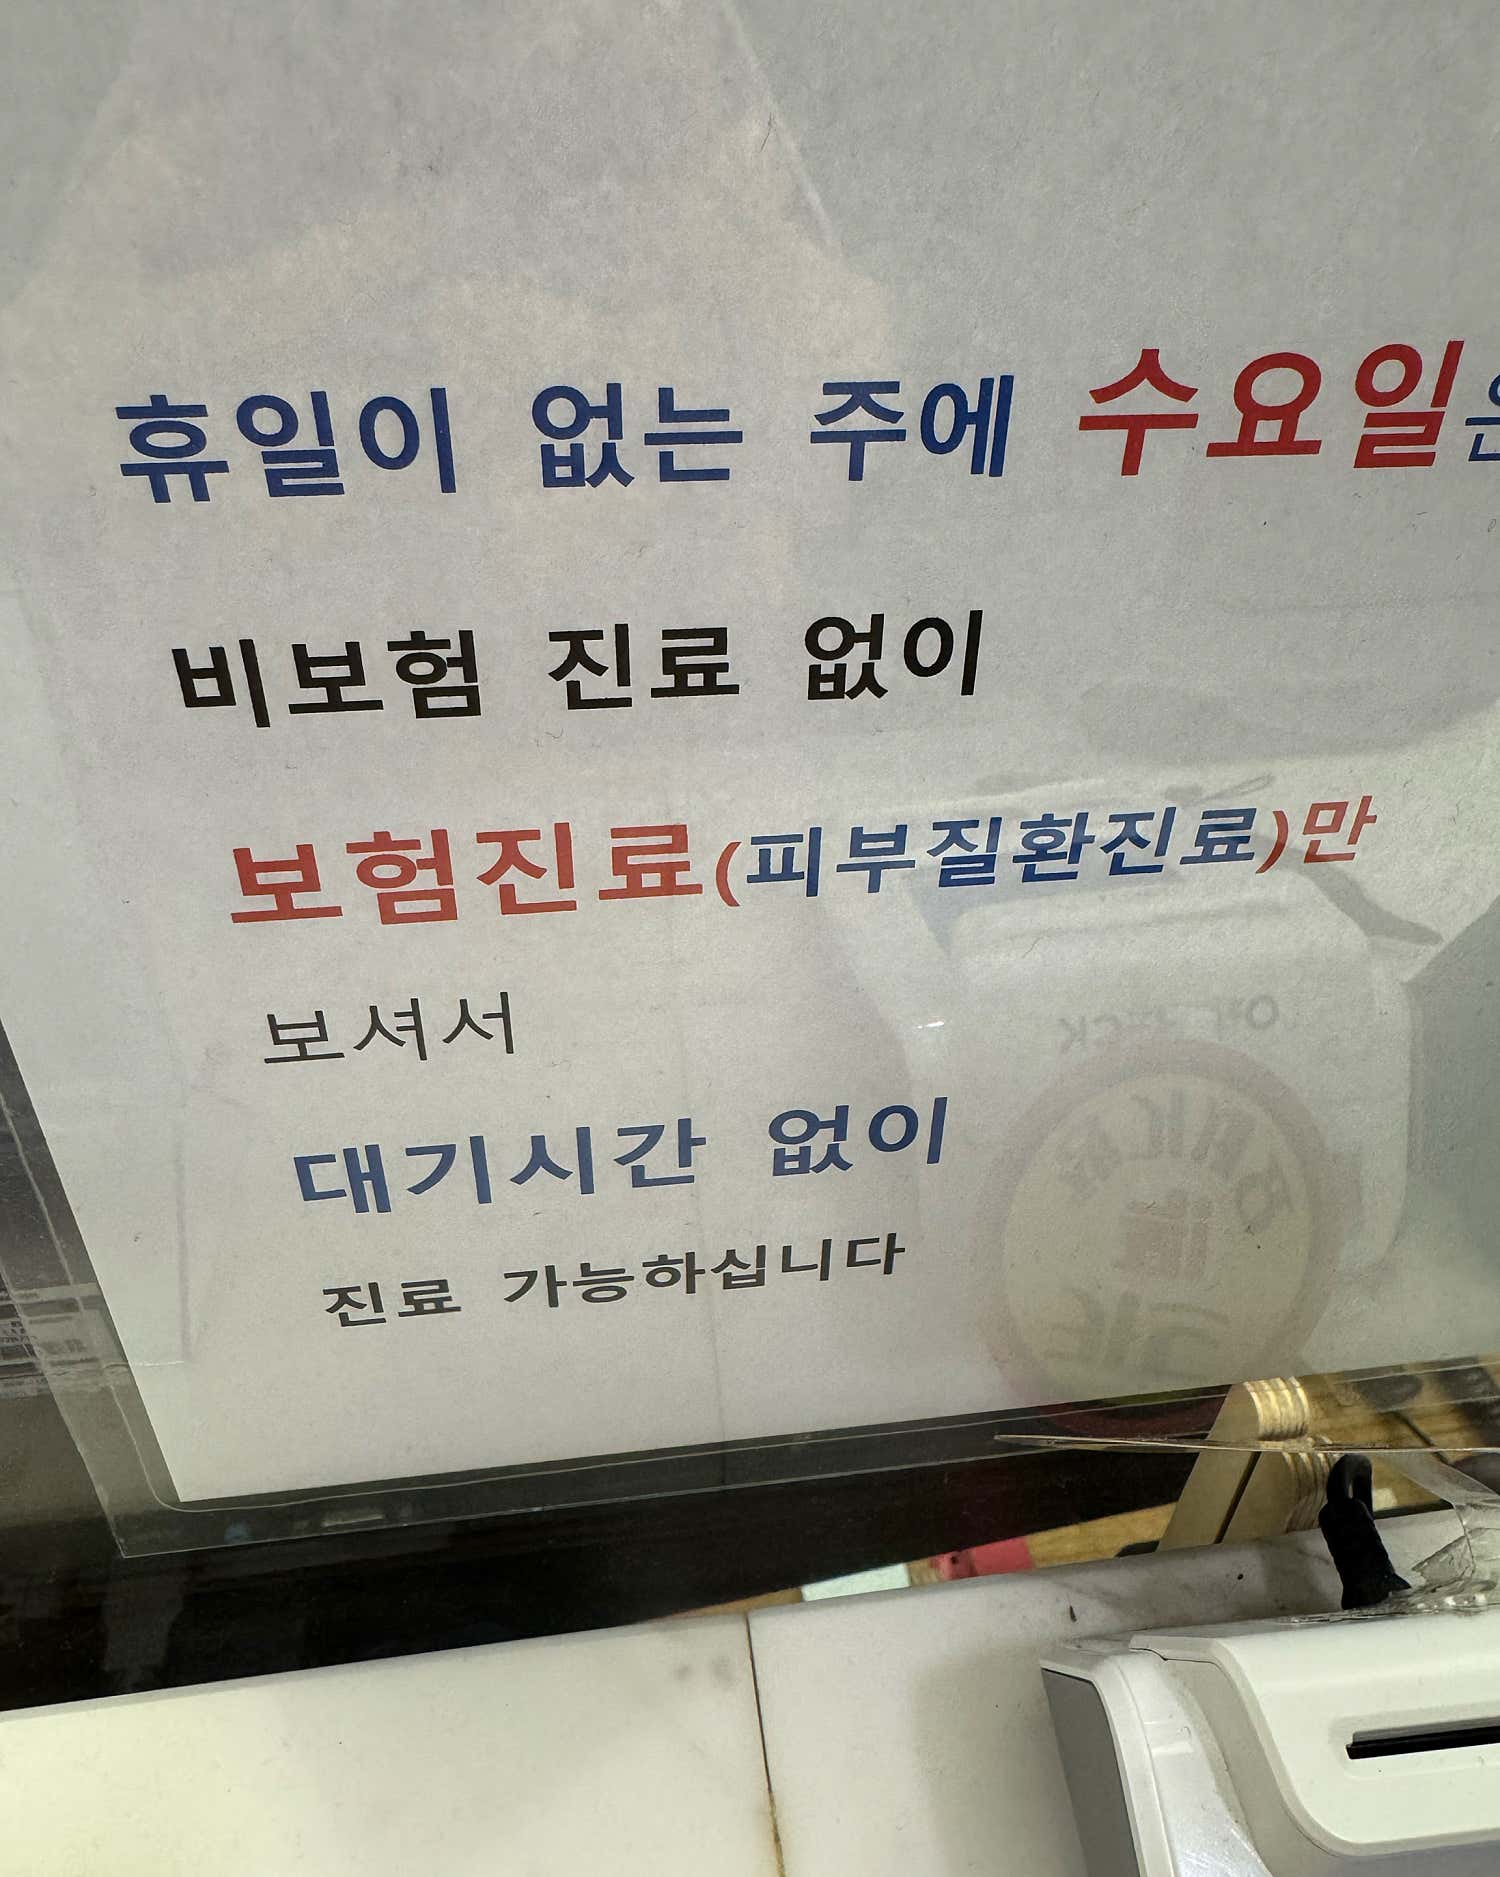 휴일이 없는 주에 수요일은
비보험 진료 없이
보험진료(피부질환진료)만
보셔서
대기시간 없이
진료 가능하십니다